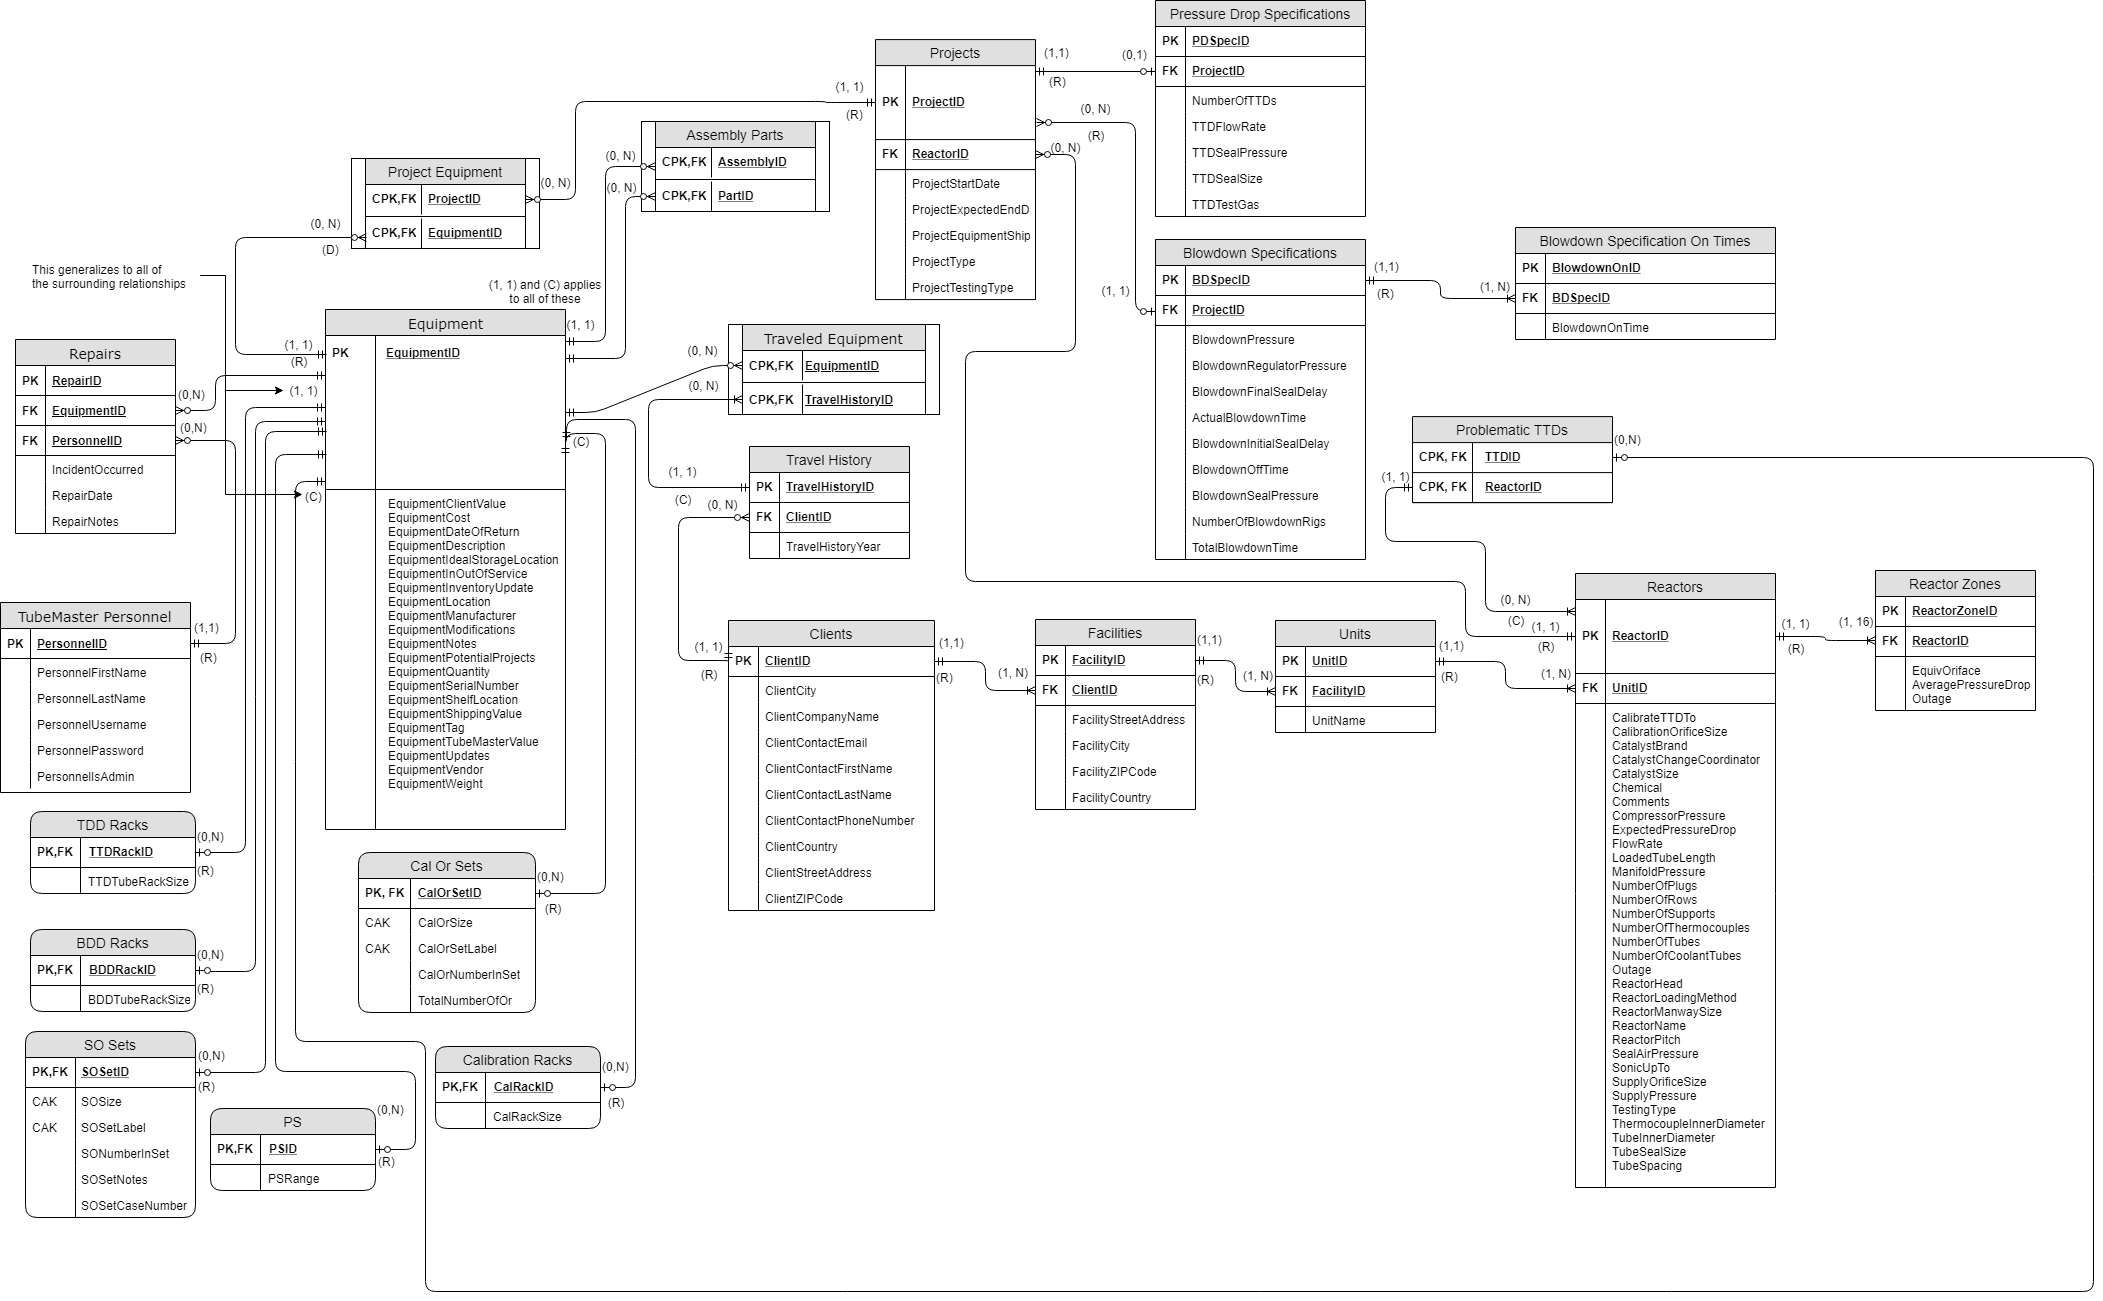 Pressure Drop Specifications
PK PDSpecID
FK ProjectID
NumberOfTTDs
TTDFlowRate
TTDSealPressure
TTDSealSize
TTDTestGas
(1,1)
(R)
(0,1)
Projects
PK ProjectID
FK ReactorID
ProjectStartDate
ProjectExpectedEndD
ProjectEquipmentShip
ProjectType
ProjectTestingType
(1, 1)
(R)
(0, N)
(R)
(0, N)
(1, 1)
Assembly Parts
CPK,FK AssemblyID
CPK,FK PartID
(0, N)
(0, N)
Project Equipment
CPK,FK ProjectID
CPK,FK EquipmentID
(0, N)
(0, N)
(D)
This generalizes to all of
the surrounding relationships
(1, 1) and (C) applies
to all of these
Blowdown Specifications
PK BDSpecID
FK ProjectID
BlowdownPressure
BlowdownRegulatorPressure
BlowdownFinalSealDelay
ActualBlowdownTime
BlowdownInitialSealDelay
BlowdownOffTime
BlowdownSealPressure
NumberOfBlowdownRigs
TotalBlowdownTime
(1,1)
(R)
(1, N)
Blowdown Specification On Times
PK BlowdownOnID
FK BDSpecID
BlowdownOnTime
Equipment
PK EquipmentID
EquipmentClientValue
EquipmentCost
EquipmentDateOfReturn
EquipmentDescription
EquipmentIdealStorageLocation
EquipmentInOutOfService
EquipmentInventoryUpdate
EquipmentLocation
EquipmentManufacturer
EquipmentModifications
EquipmentNotes
EquipmentPotentialProjects
EquipmentQuantity
EquipmentSerialNumber
EquipmentShelfLocation
EquipmentShippingValue
EquipmentTag
EquipmentTubeMasterValue
EquipmentUpdates
EquipmentVendor
EquipmentWeight
(1, 1)
(1, 1)
(R)
(1, 1)
(C)
(C)
Repairs
PK RepairID
FK EquipmentID
FK PersonnelID
IncidentOccurred
RepairDate
RepairNotes
(0,N)
(0,N)
Traveled Equipment
CPK,FK EquipmentID
CPK,FK TravelHistoryID
(0, N)
(0, N)
Travel History
PK TravelHistoryID
FK ClientID
TravelHistoryYear
(1, 1)
(C)
(0, N)
Problematic TTDs
CPK, FK TTDID
CPK, FK ReactorID
(0,N)
(1, 1)
TubeMaster Personnel
PK PersonnelID
PersonnelFirstName
PersonnelLastName
PersonnelUsername
PersonnelPassword
PersonnelIsAdmin
(1,1)
(R)
Clients
PK ClientID
ClientCity
ClientCompanyName
ClientContactEmail
ClientContactFirstName
ClientContactLastName
ClientContactPhoneNumber
ClientCountry
ClientStreetAddress
ClientZIPCode
(1, 1)
(R)
(1,1)
(R)
(1, N)
Facilities
PK FacilityID
FK ClientID
FacilityStreetAddress
FacilityCity
FacilityZIPCode
FacilityCountry
(1,1)
(R)
(1, N)
Units
PK UnitID
FK FacilityID
UnitName
(1,1)
(R)
(1, N)
(0, N)
(C)
(1, 1)
(R)
Reactors
PK ReactorID
FK UnitID
CalibrateTTDTo
CalibrationOrificeSize
CatalystBrand
CatalystChangeCoordinator
CatalystSize
Chemical
Comments
CompressorPressure
ExpectedPressureDrop
FlowRate
LoadedTubeLength
ManifoldPressure
NumberOfPlugs
NumberOfRows
NumberOfSupports
NumberOfThermocouples
NumberOfTubes
NumberOfCoolantTubes
Outage
ReactorHead
ReactorLoadingMethod
ReactorManwaySize
ReactorName
ReactorPitch
SealAirPressure
SonicUpTo
SupplyOrificeSize
SupplyPressure
TestingType
ThermocoupleInnerDiameter
TubeInnerDiameter
TubeSealSize
TubeSpacing
(1, 1)
(R)
(1, 16)
Reactor Zones
PK ReactorZoneID
FK ReactorID
EquivOriface
AveragePressureDrop
Outage
TDD Racks
PK,FK TTDRackID
TTDTubeRackSize
(0,N)
(R)
Cal Or Sets
PK, FK CalOrSetID
CAK CalOrSize
CAK CalOrSetLabel
CalOrNumberInSet
TotalNumberOfOr
(0,N)
(R)
BDD Racks
PK,FK BDDRackID
BDDTubeRackSize
(0,N)
(R)
SO Sets
PK,FK SOSetID
CAK SOSize
CAK SOSetLabel
SONumberInSet
SOSetNotes
SOSetCaseNumber
(0,N)
(R)
PS
PK,FK PSID
PSRange
(0,N)
(R)
Calibration Racks
PK,FK CalRackID
CalRackSize
(0,N)
(R)